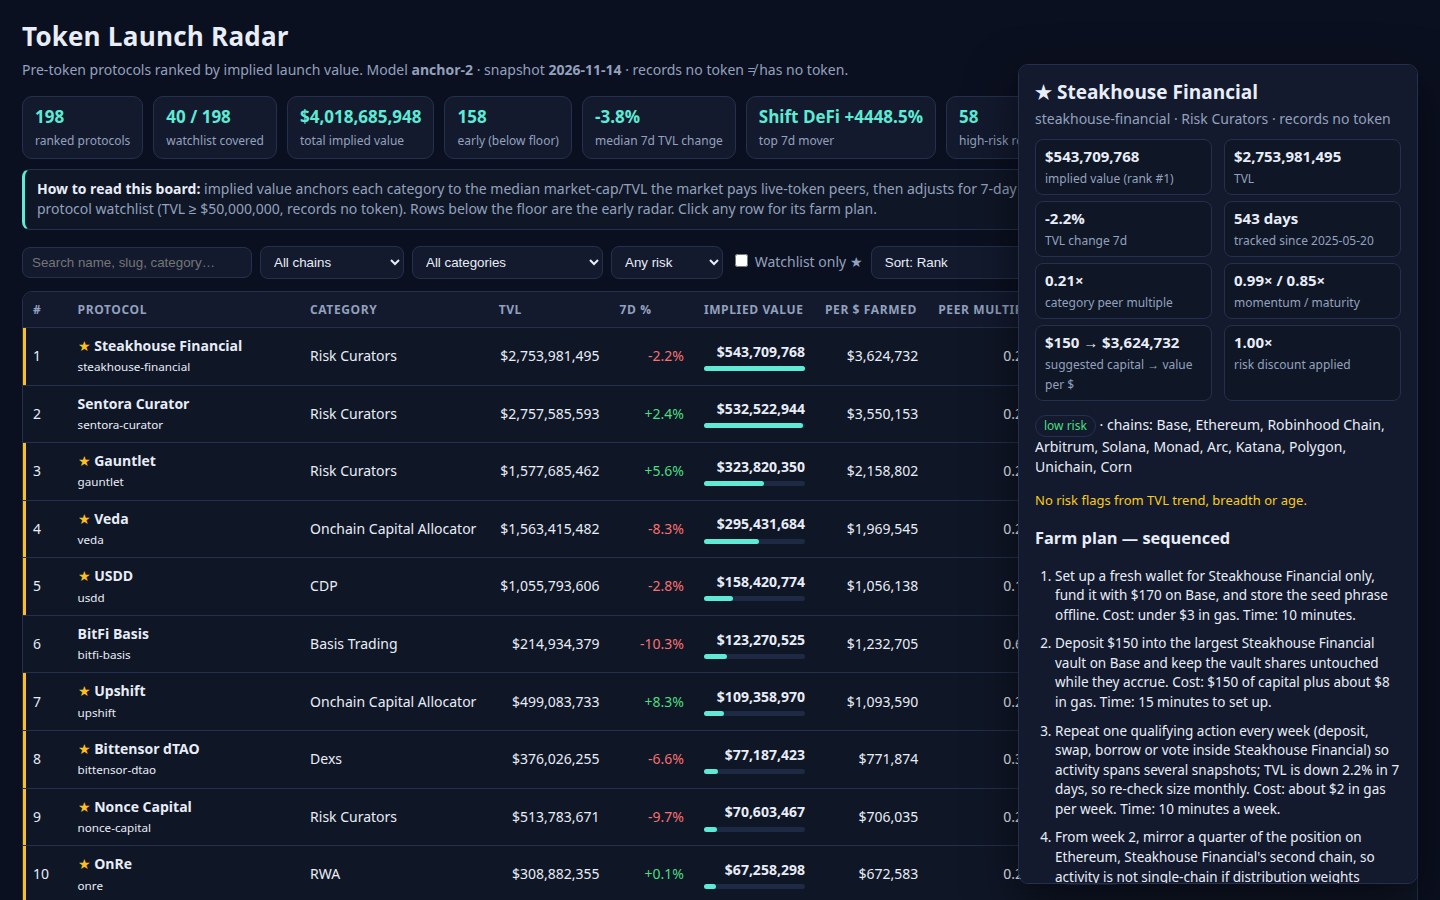 Token Launch Radar
Pre-token protocols ranked by implied launch value. Model anchor-2 · snapshot 2026-11-14 · records no token ≠ has no token.
198
ranked protocols
40 / 198
watchlist covered
$4,018,685,948
total implied value
158
early (below floor)
-3.8%
median 7d TVL change
Shift DeFi +4448.5%
top 7d mover
58
high-risk
How to read this board: implied value anchors each category to the median market-cap/TVL the market pays live-token peers, then adjusts for 7-day
protocol watchlist (TVL ≥ $50,000,000, records no token). Rows below the floor are the early radar. Click any row for its farm plan.
Search name, slug, category…
All chains
All categories
Any risk
Watchlist only ★
Sort: Rank
# PROTOCOL CATEGORY TVL 7D % IMPLIED VALUE PER $ FARMED PEER
1 ★ Steakhouse Financial Risk Curators $2,753,981,495 -2.2% $543,709,768 $3,624,732
steakhouse-financial
2 Sentora Curator Risk Curators $2,757,585,593 +2.4% $532,522,944 $3,550,153
sentora-curator
3 ★ Gauntlet Risk Curators $1,577,685,462 +5.6% $323,820,350 $2,158,802
gauntlet
4 ★ Veda Onchain Capital Allocator $1,563,415,482 -8.3% $295,431,684 $1,969,545
veda
5 ★ USDD CDP $1,055,793,606 -2.8% $158,420,774 $1,056,138
usdd
6 BitFi Basis Basis Trading $214,934,379 -10.3% $123,270,525 $1,232,705
bitfi-basis
7 ★ Upshift Onchain Capital Allocator $499,083,733 +8.3% $109,358,970 $1,093,590
upshift
8 ★ Bittensor dTAO Dexs $376,026,255 -6.6% $77,187,423 $771,874
bittensor-dtao
9 ★ Nonce Capital Risk Curators $513,783,671 -9.7% $70,603,467 $706,035
nonce-capital
10 ★ OnRe RWA $308,882,355 +0.1% $67,258,298 $672,583
onre
★ Steakhouse Financial
steakhouse-financial · Risk Curators · records no token
$543,709,768
implied value (rank #1)
$2,753,981,495
TVL
-2.2%
TVL change 7d
543 days
tracked since 2025-05-20
0.21×
category peer multiple
0.99× / 0.85×
momentum / maturity
$150 → $3,624,732
suggested capital → value
per $
1.00×
risk discount applied
low risk · chains: Base, Ethereum, Robinhood Chain,
Arbitrum, Solana, Monad, Arc, Katana, Polygon,
Unichain, Corn
No risk flags from TVL trend, breadth or age.
Farm plan — sequenced
1. Set up a fresh wallet for Steakhouse Financial only,
fund it with $170 on Base, and store the seed phrase
offline. Cost: under $3 in gas. Time: 10 minutes.
2. Deposit $150 into the largest Steakhouse Financial
vault on Base and keep the vault shares untouched
while they accrue. Cost: $150 of capital plus about $8
in gas. Time: 15 minutes to set up.
3. Repeat one qualifying action every week (deposit,
swap, borrow or vote inside Steakhouse Financial) so
activity spans several snapshots; TVL is down 2.2% in 7
days, so re-check size monthly. Cost: about $2 in gas
per week. Time: 10 minutes a week.
4. From week 2, mirror a quarter of the position on
Ethereum, Steakhouse Financial's second chain, so
activity is not single-chain if distribution weights